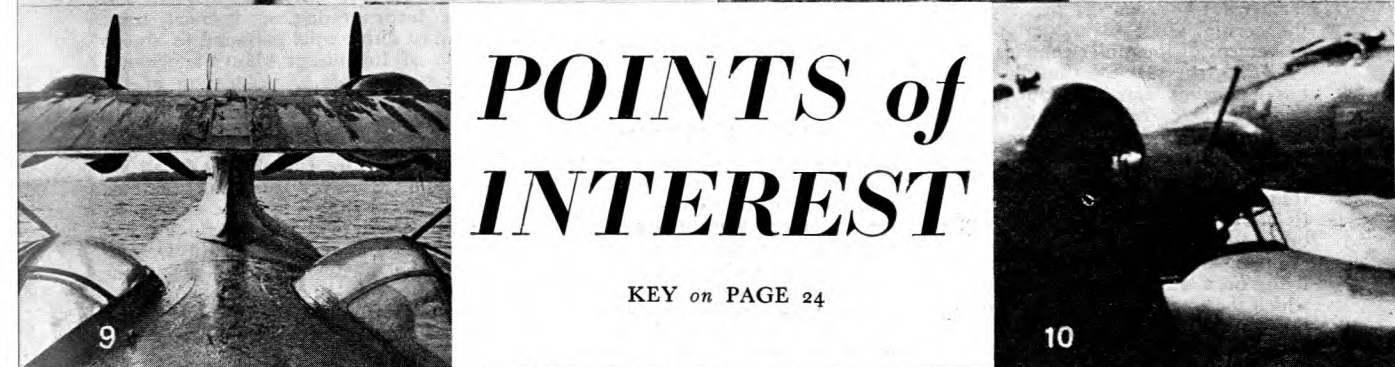 POINTS of
INTEREST
KEY on PAGE 24
9
10